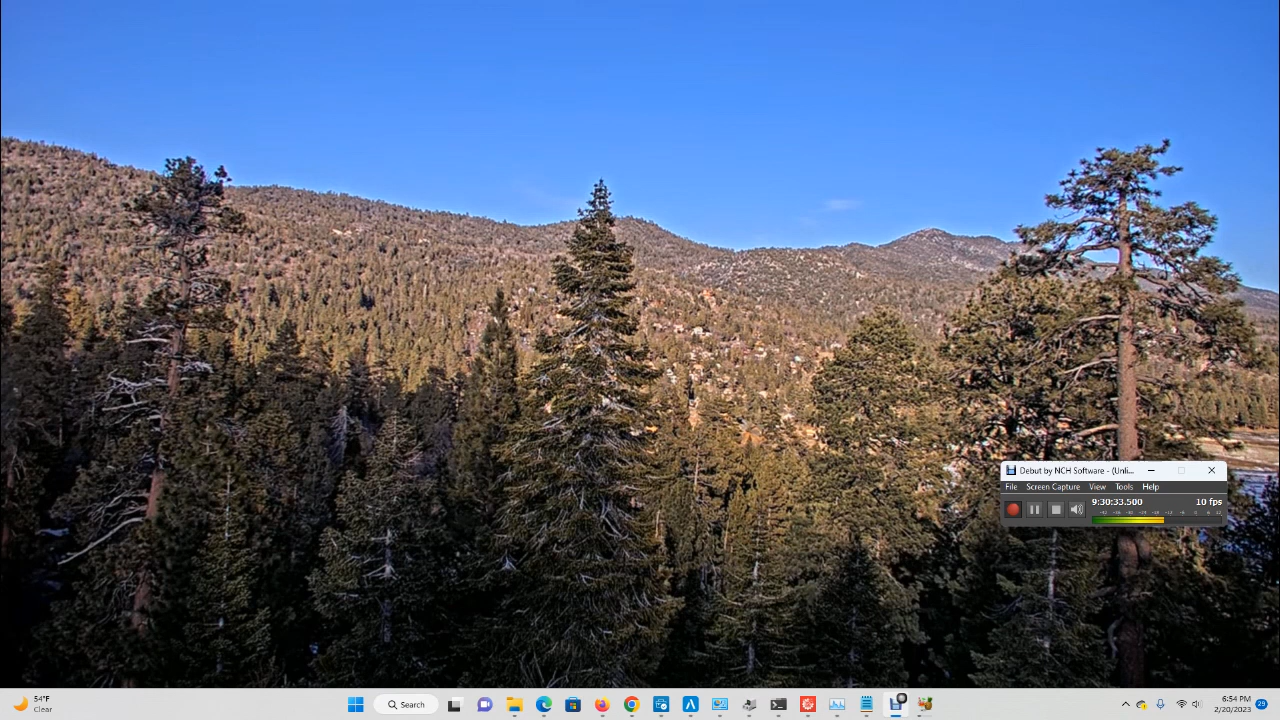 Debut by NCH Software - (Unli...
File Screen Capture View Tools Help
9:30:33.500 10 fps
54°F
Clear
Search
6:54 PM
2/20/2023
29